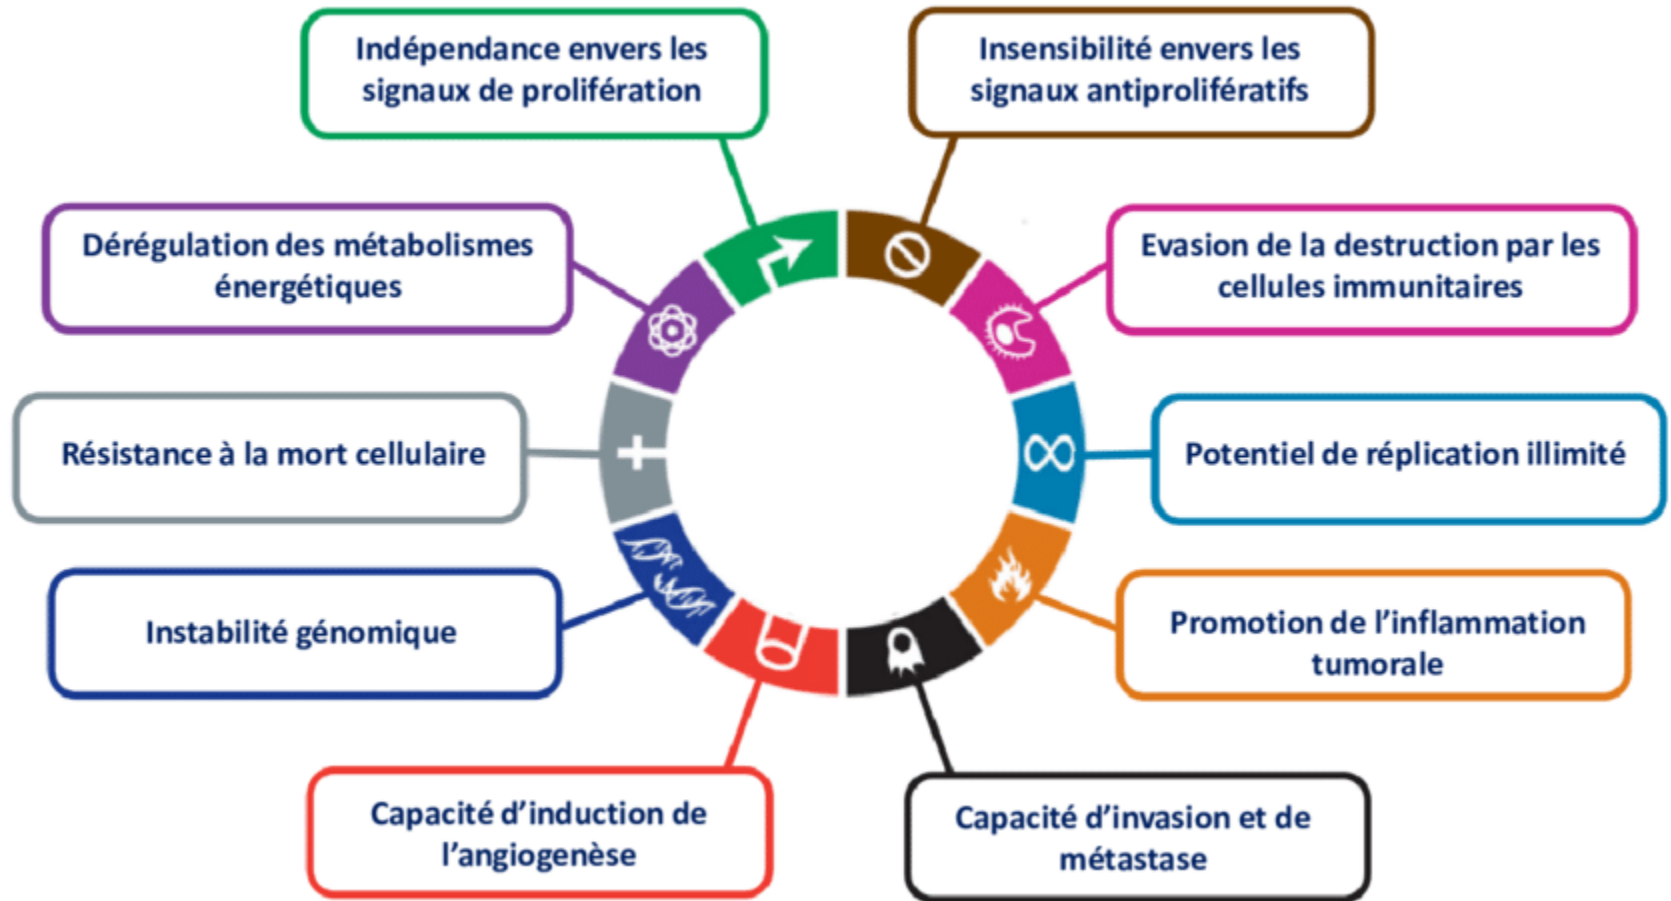 Indépendance envers les
signaux de prolifération
Insensibilité envers les
signaux antiprolifératifs
Dérégulation des métabolismes
énergétiques
Evasion de la destruction par les
cellules immunitaires
Résistance à la mort cellulaire
Potentiel de réplication illimité
Instabilité génomique
Promotion de l’inflammation
tumorale
Capacité d’induction de
l’angiogenèse
Capacité d’invasion et de
métastase